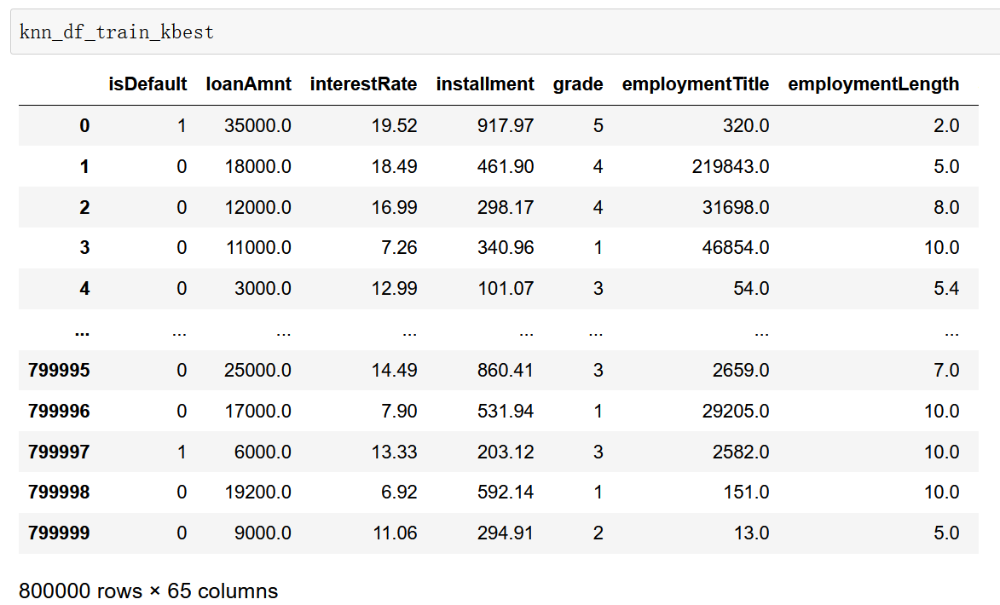 knn_df_train_kbest
isDefault loanAmnt interestRate installment grade employmentTitle employmentLength
0 1 35000.0 19.52 917.97 5 320.0 2.0
1 0 18000.0 18.49 461.90 4 219843.0 5.0
2 0 12000.0 16.99 298.17 4 31698.0 8.0
3 0 11000.0 7.26 340.96 1 46854.0 10.0
4 0 3000.0 12.99 101.07 3 54.0 5.4
... ... ... ... ... ... ... ...
799995 0 25000.0 14.49 860.41 3 2659.0 7.0
799996 0 17000.0 7.90 531.94 1 29205.0 10.0
799997 1 6000.0 13.33 203.12 3 2582.0 10.0
799998 0 19200.0 6.92 592.14 1 151.0 10.0
799999 0 9000.0 11.06 294.91 2 13.0 5.0
800000 rows × 65 columns